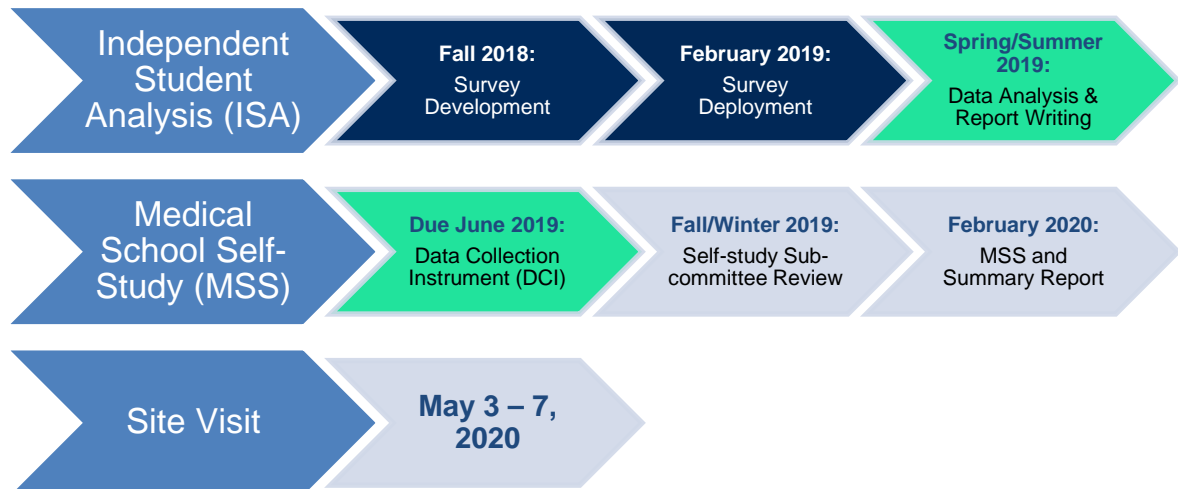 Independent
Student
Analysis (ISA)
Fall 2018:
Survey
Development
February 2019:
Survey
Deployment
Spring/Summer
2019:
Data Analysis &
Report Writing
Medical
School Self-
Study (MSS)
Due June 2019:
Data Collection
Instrument (DCI)
Fall/Winter 2019:
Self-study Sub-
committee Review
February 2020:
MSS and
Summary Report
Site Visit
May 3 – 7,
2020